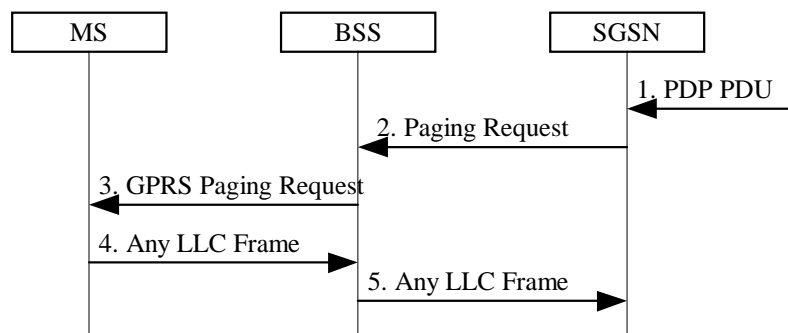 MS
BSS
SGSN
1. PDP PDU
2. Paging Request
3. GPRS Paging Request
4. Any LLC Frame
5. Any LLC Frame